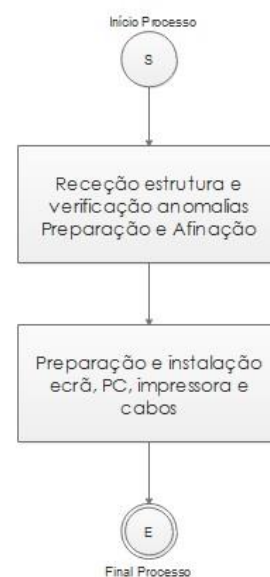 Início Processo
S
Receção estrutura e
verificação anomalias
Preparação e Afinação
Preparação e instalação
ecrã, PC, impressora e
cabos
E
Final Processo